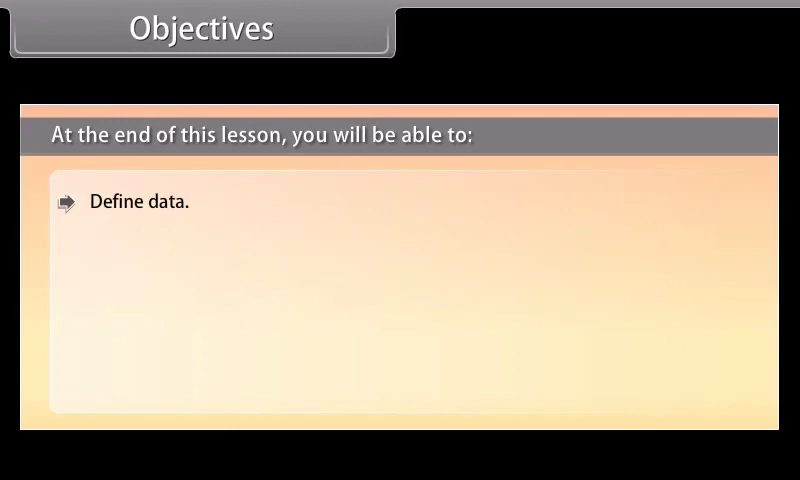 Objectives
At the end of this lesson, you will be able to:
Define data.